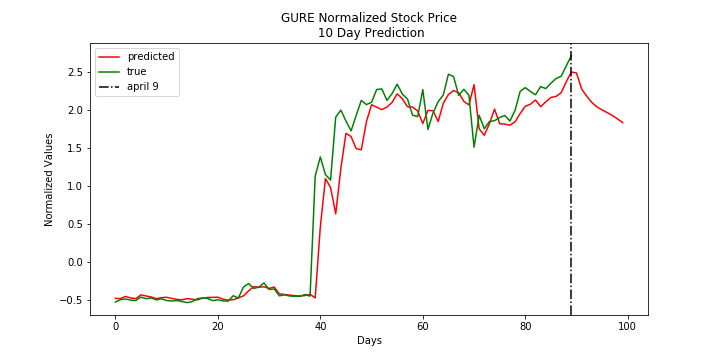 GURE Normalized Stock Price
10 Day Prediction
predicted
true
april 9
Normalized Values
2.5
2.0
1.5
1.0
0.5
0.0
−0.5
0 20 40 60 80 100
Days